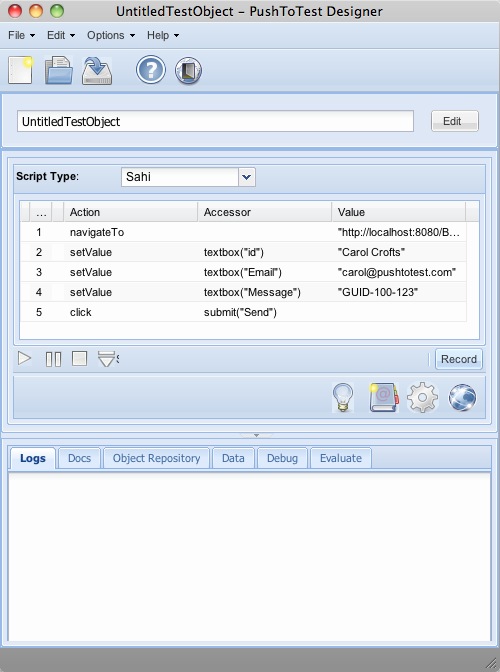 UntitledTestObject – PushToTest Designer
File Edit Options Help
UntitledTestObject Edit
Script Type: Sahi
... Action Accessor Value
1 navigateTo "http://localhost:8080/B...
2 setValue textbox("id") "Carol Crofts"
3 setValue textbox("Email") "carol@pushtotest.com"
4 setValue textbox("Message") "GUID-100-123"
5 click submit("Send")
Record
Logs Docs Object Repository Data Debug Evaluate